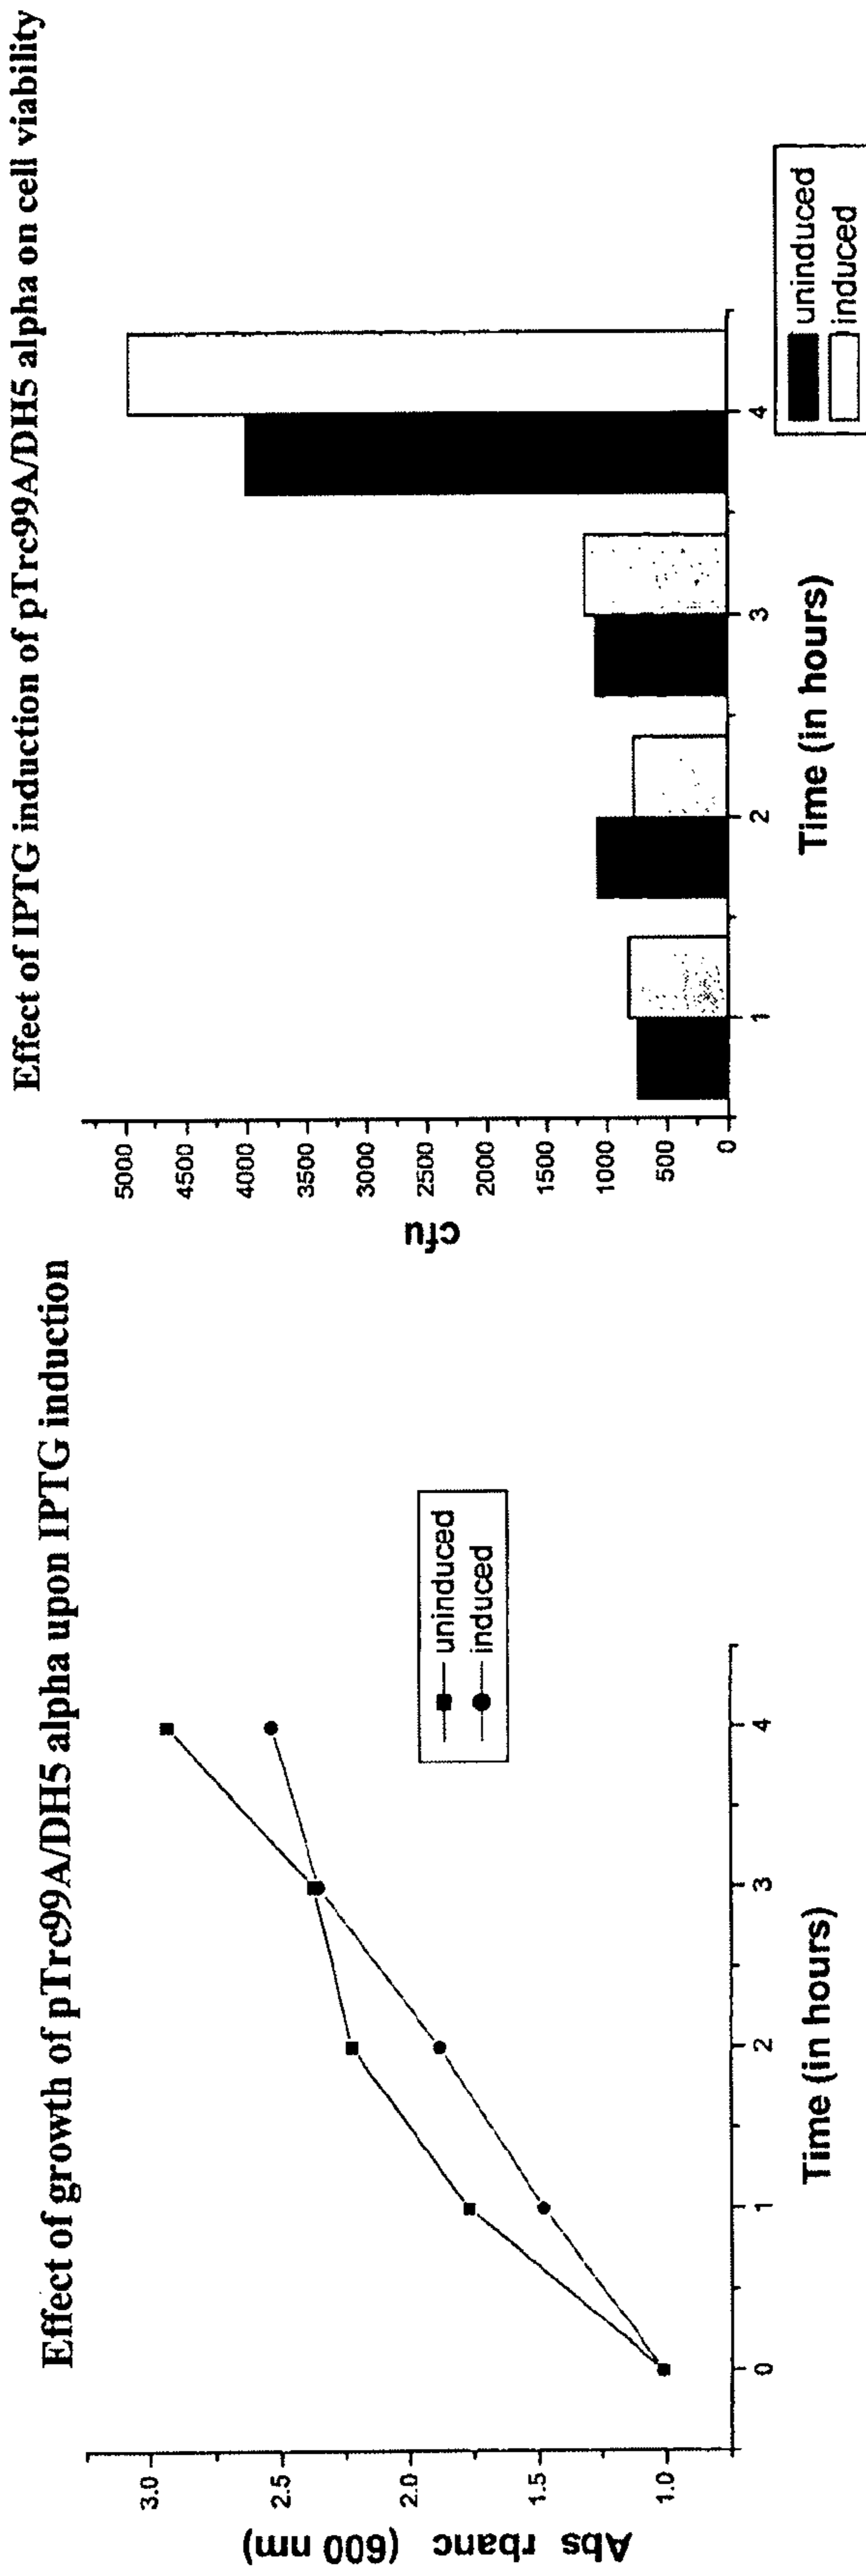 Effect of growth of pTrc99A/DH5 alpha upon IPTG induction
Abs rbanc (600 nm)
3.0
2.5
2.0
1.5
1.0
0
1
2
3
4
Time (in hours)
uninduced
induced
Effect of IPTG induction of pTrc99A/DH5 alpha on cell viability
cfu
5000
4500
4000
3500
3000
2500
2000
1500
1000
500
0
1
2
3
4
Time (in hours)
uninduced
induced